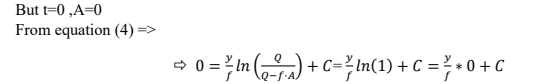 But t=0 ,A=0
From equation (4) =>
⇨ 0 = y/f ln (Q/(Q−f·A)) + C= y/f ln(1) + C = y/f * 0 + C